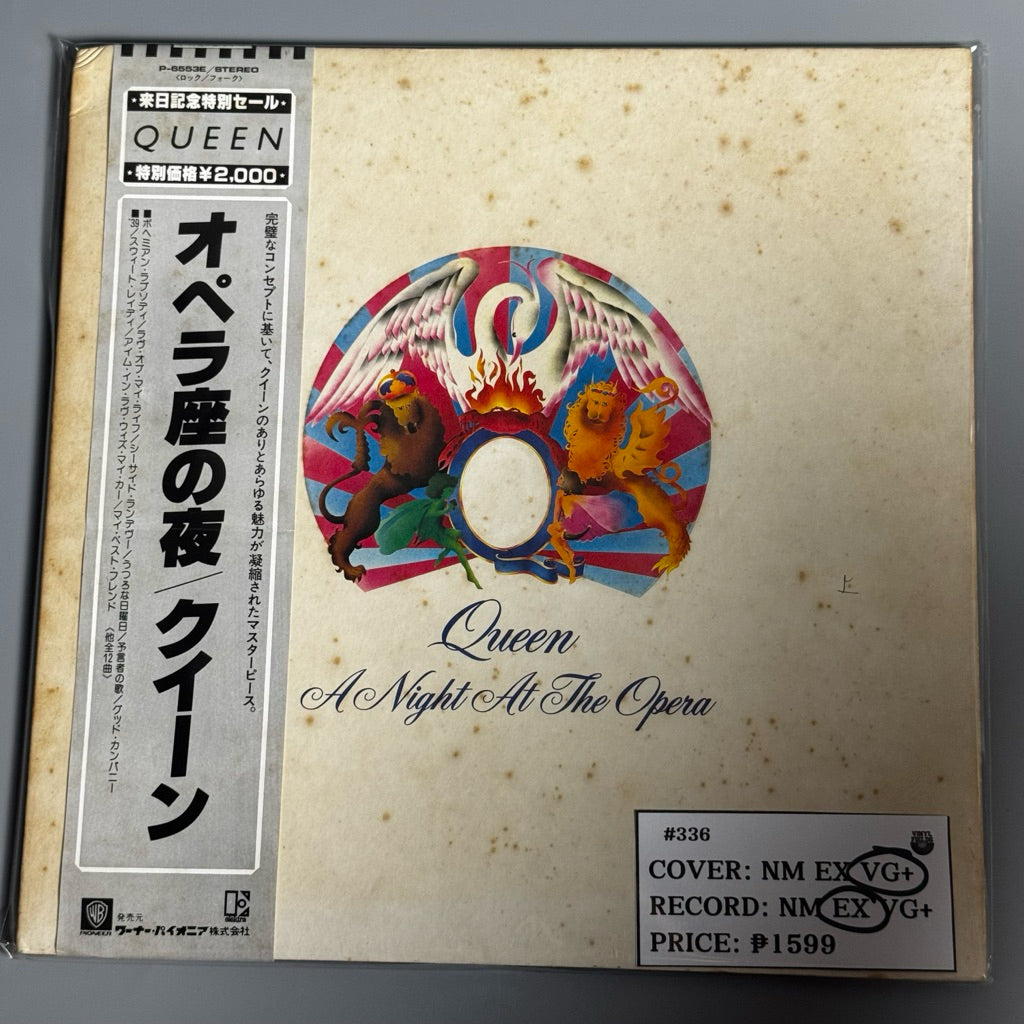 P-6553E/STEREO
〈ロック／フォーク〉
・来日記念特別セール・
QUEEN
・特別価格¥2,000・
完璧なコンセプトに基いて、クイーンのありとあらゆる魅力が凝縮されたマスターピース。
オペラ座の夜／クイーン
■ボヘミアン・ラプソディ／ラヴ・オブ・マイ・ライフ／シーサイド・ランデヴー／うつろな日曜日／予言者の歌／グッド・カンパニー
■'39／スウィート・レイディ／アイム・イン・ラヴ・ウィズ・マイ・カー／マイ・ベスト・フレンド 〈他全12曲〉
WB
PIONEER
発売元
elektra
ワーナー・パイオニア株式会社
Queen
A Night At The Opera
#336
VINYL
COVER: NM EX VG+
RECORD: NM EX VG+
PRICE: ₱1599